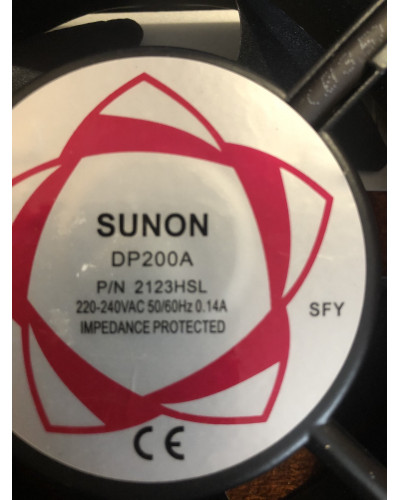 SUNON
DP200A
P/N 2123HSL
220-240VAC 50/60Hz 0.14A
IMPEDANCE PROTECTED
SFY
CE